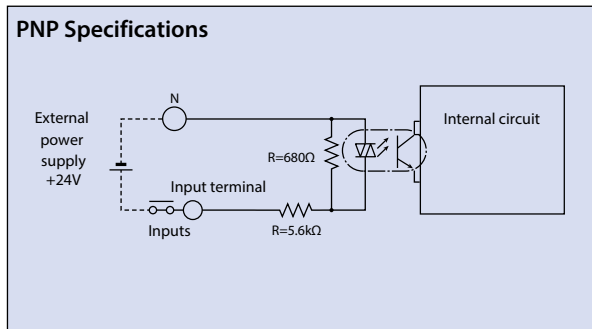 PNP Specifications
N
External
power
supply
+24V
R=680Ω
Internal circuit
Input terminal
Inputs
R=5.6kΩ